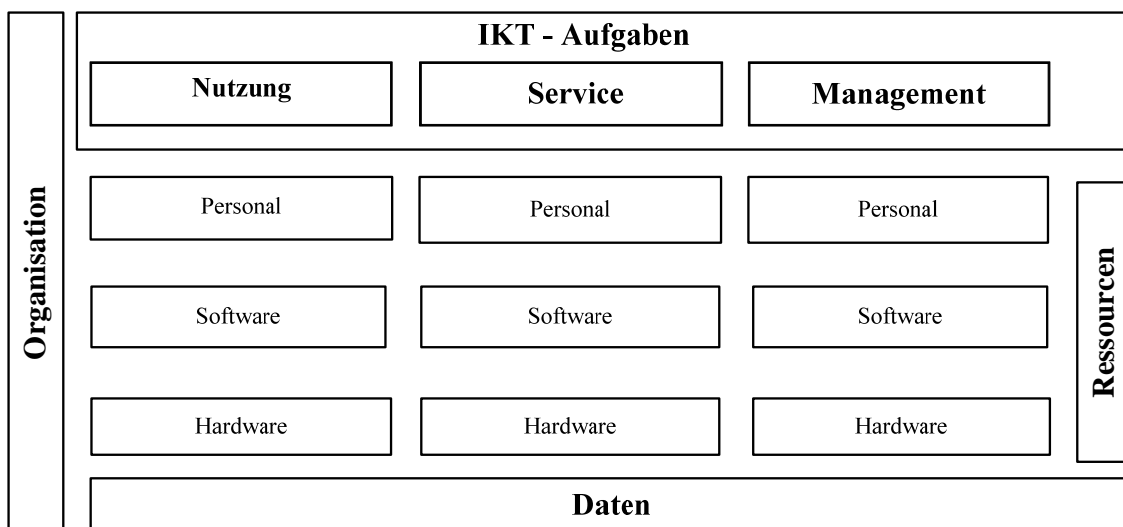 IKT - Aufgaben
Nutzung
Service
Management
Organisation
Personal
Personal
Personal
Software
Software
Software
Ressourcen
Hardware
Hardware
Hardware
Daten